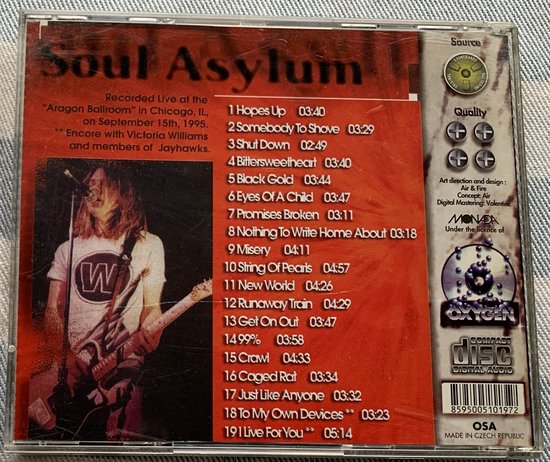 Soul Asylum
Recorded Live at the
"Aragon Ballroom" in Chicago, IL,
on September 15th, 1995.
** Encore with Victoria Williams
and members of Jayhawks.
W
1 Hopes Up 03:40
2 Somebody To Shove 03:29
3 Shut Down 02:49
4 Bittersweetheart 03:40
5 Black Gold 03:44
6 Eyes Of A Child 03:47
7 Promises Broken 03:11
8 Nothing To Write Home About 03:18
9 Misery 04:11
10 String Of Pearls 04:57
11 New World 04:26
12 Runaway Train 04:29
13 Get On Out 03:47
14 99% 03:58
15 Crawl 04:33
16 Caged Rat 03:34
17 Just Like Anyone 03:32
18 To My Own Devices ** 03:23
19 I Live For You ** 05:14
Source
Quality
Art direction and design :
Air & Fire
Concept: Air
Digital Mastering: Valentine
MONADA
Under the licence of
OXYGEN
COMPACT
disc
DIGITAL AUDIO
8595005101972
OSA
MADE IN CZECH REPUBLIC